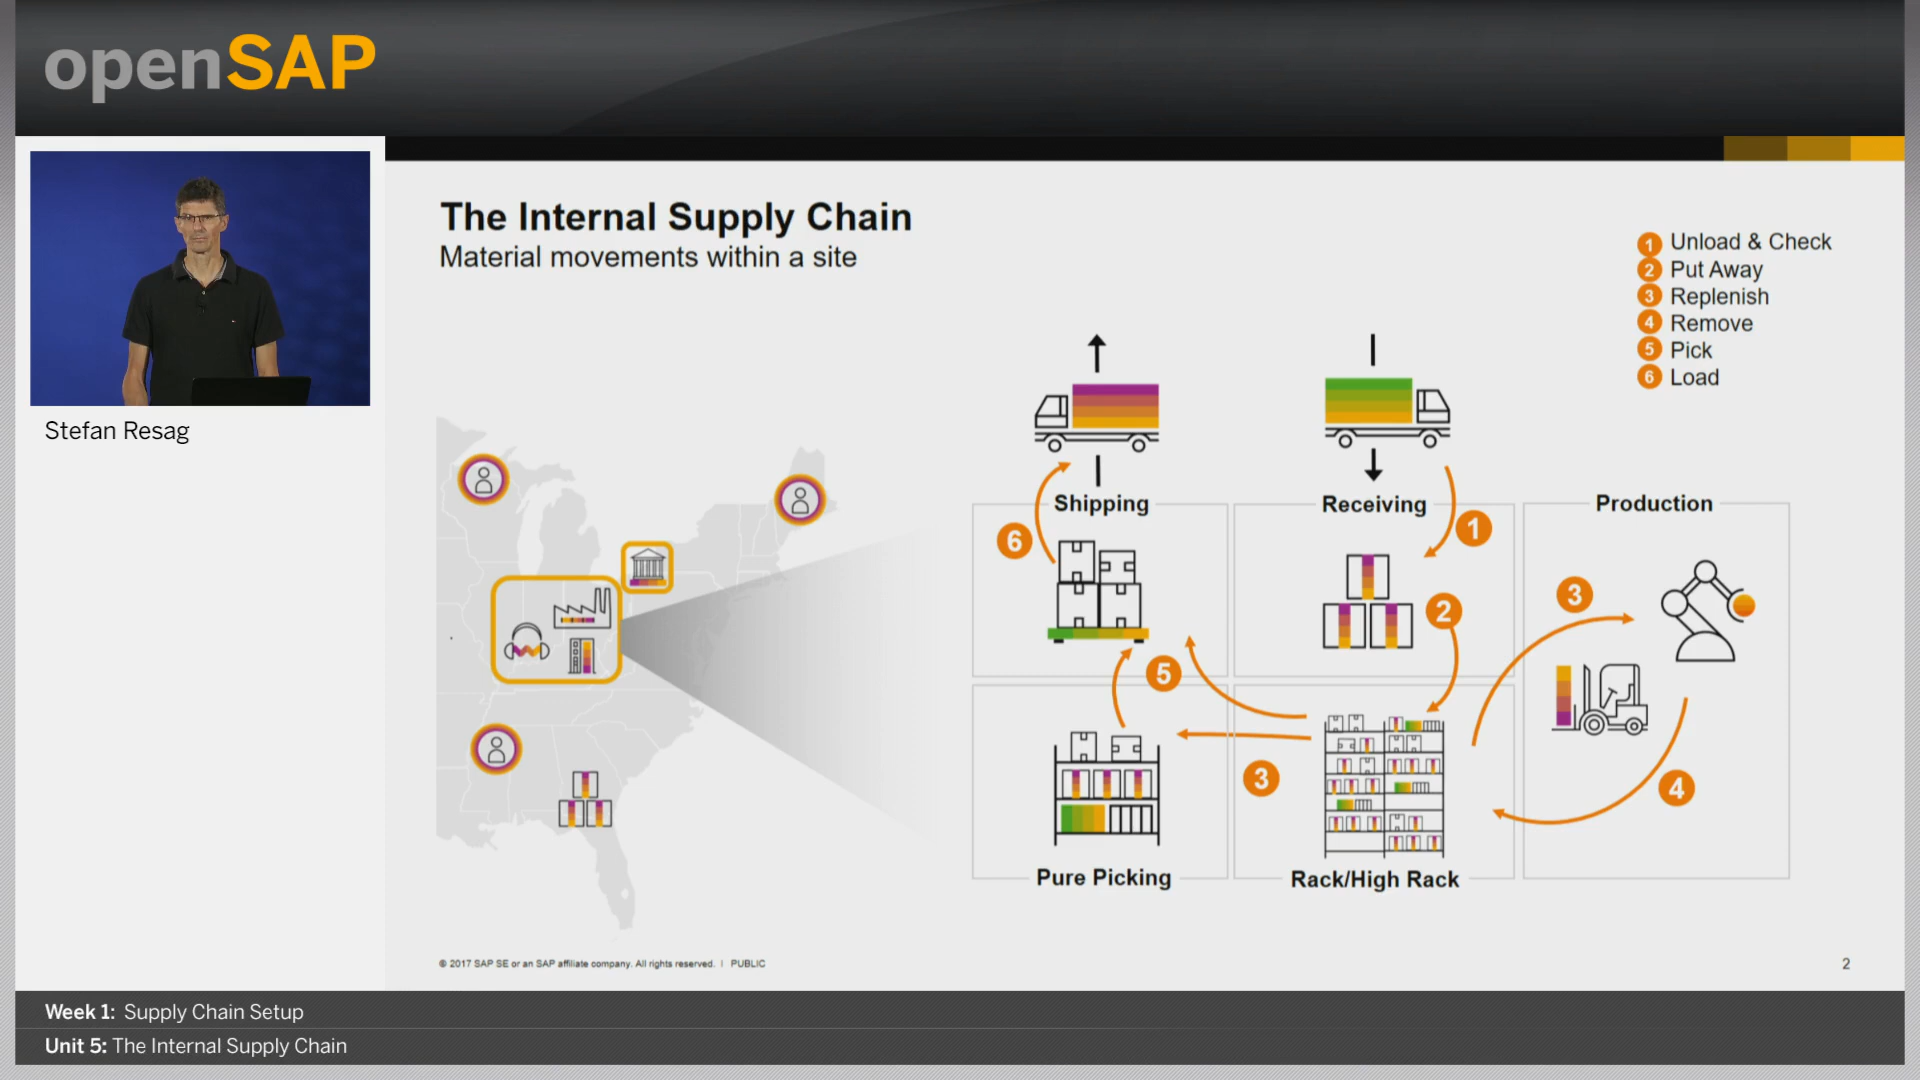 openSAP
Stefan Resag
The Internal Supply Chain
Material movements within a site
1 Unload & Check
2 Put Away
3 Replenish
4 Remove
5 Pick
6 Load
Shipping
Receiving
Production
6
1
2
3
5
3
4
Pure Picking
Rack/High Rack
© 2017 SAP SE or an SAP affiliate company. All rights reserved. | PUBLIC
2
Week 1: Supply Chain Setup
Unit 5: The Internal Supply Chain